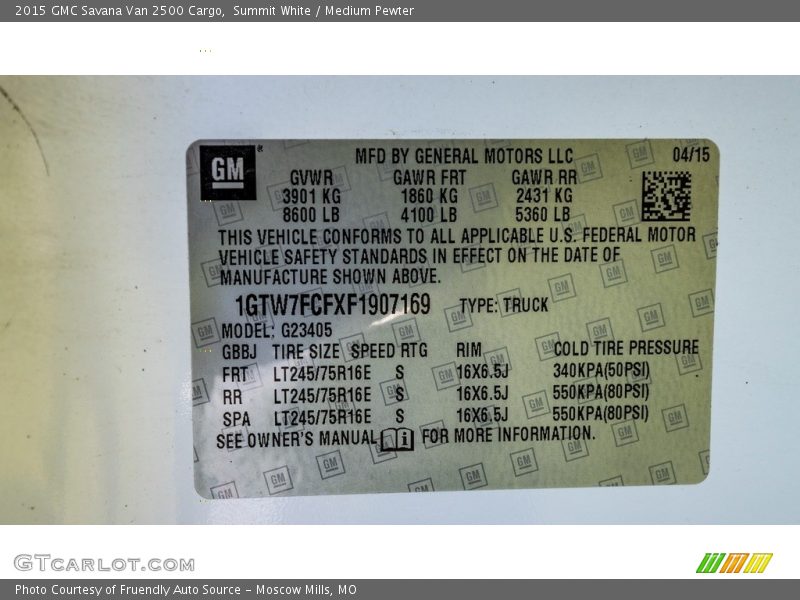 2015 GMC Savana Van 2500 Cargo,  Summit White / Medium Pewter
GM ®
MFD BY GENERAL MOTORS LLC 04/15
GVWR GAWR FRT GAWR RR
3901 KG 1860 KG 2431 KG
8600 LB 4100 LB 5360 LB
THIS VEHICLE CONFORMS TO ALL APPLICABLE U.S. FEDERAL MOTOR
VEHICLE SAFETY STANDARDS IN EFFECT ON THE DATE OF
MANUFACTURE SHOWN ABOVE.
1GTW7FCFXF1907169 TYPE: TRUCK
MODEL: G23405
GBBJ TIRE SIZE SPEED RTG RIM COLD TIRE PRESSURE
FRT LT245/75R16E S 16X6.5J 340KPA(50PSI)
RR LT245/75R16E S 16X6.5J 550KPA(80PSI)
SPA LT245/75R16E S 16X6.5J 550KPA(80PSI)
SEE OWNER'S MANUAL FOR MORE INFORMATION.
GTCARLOT.COM
Photo Courtesy of Fruendly Auto Source - Moscow Mills, MO